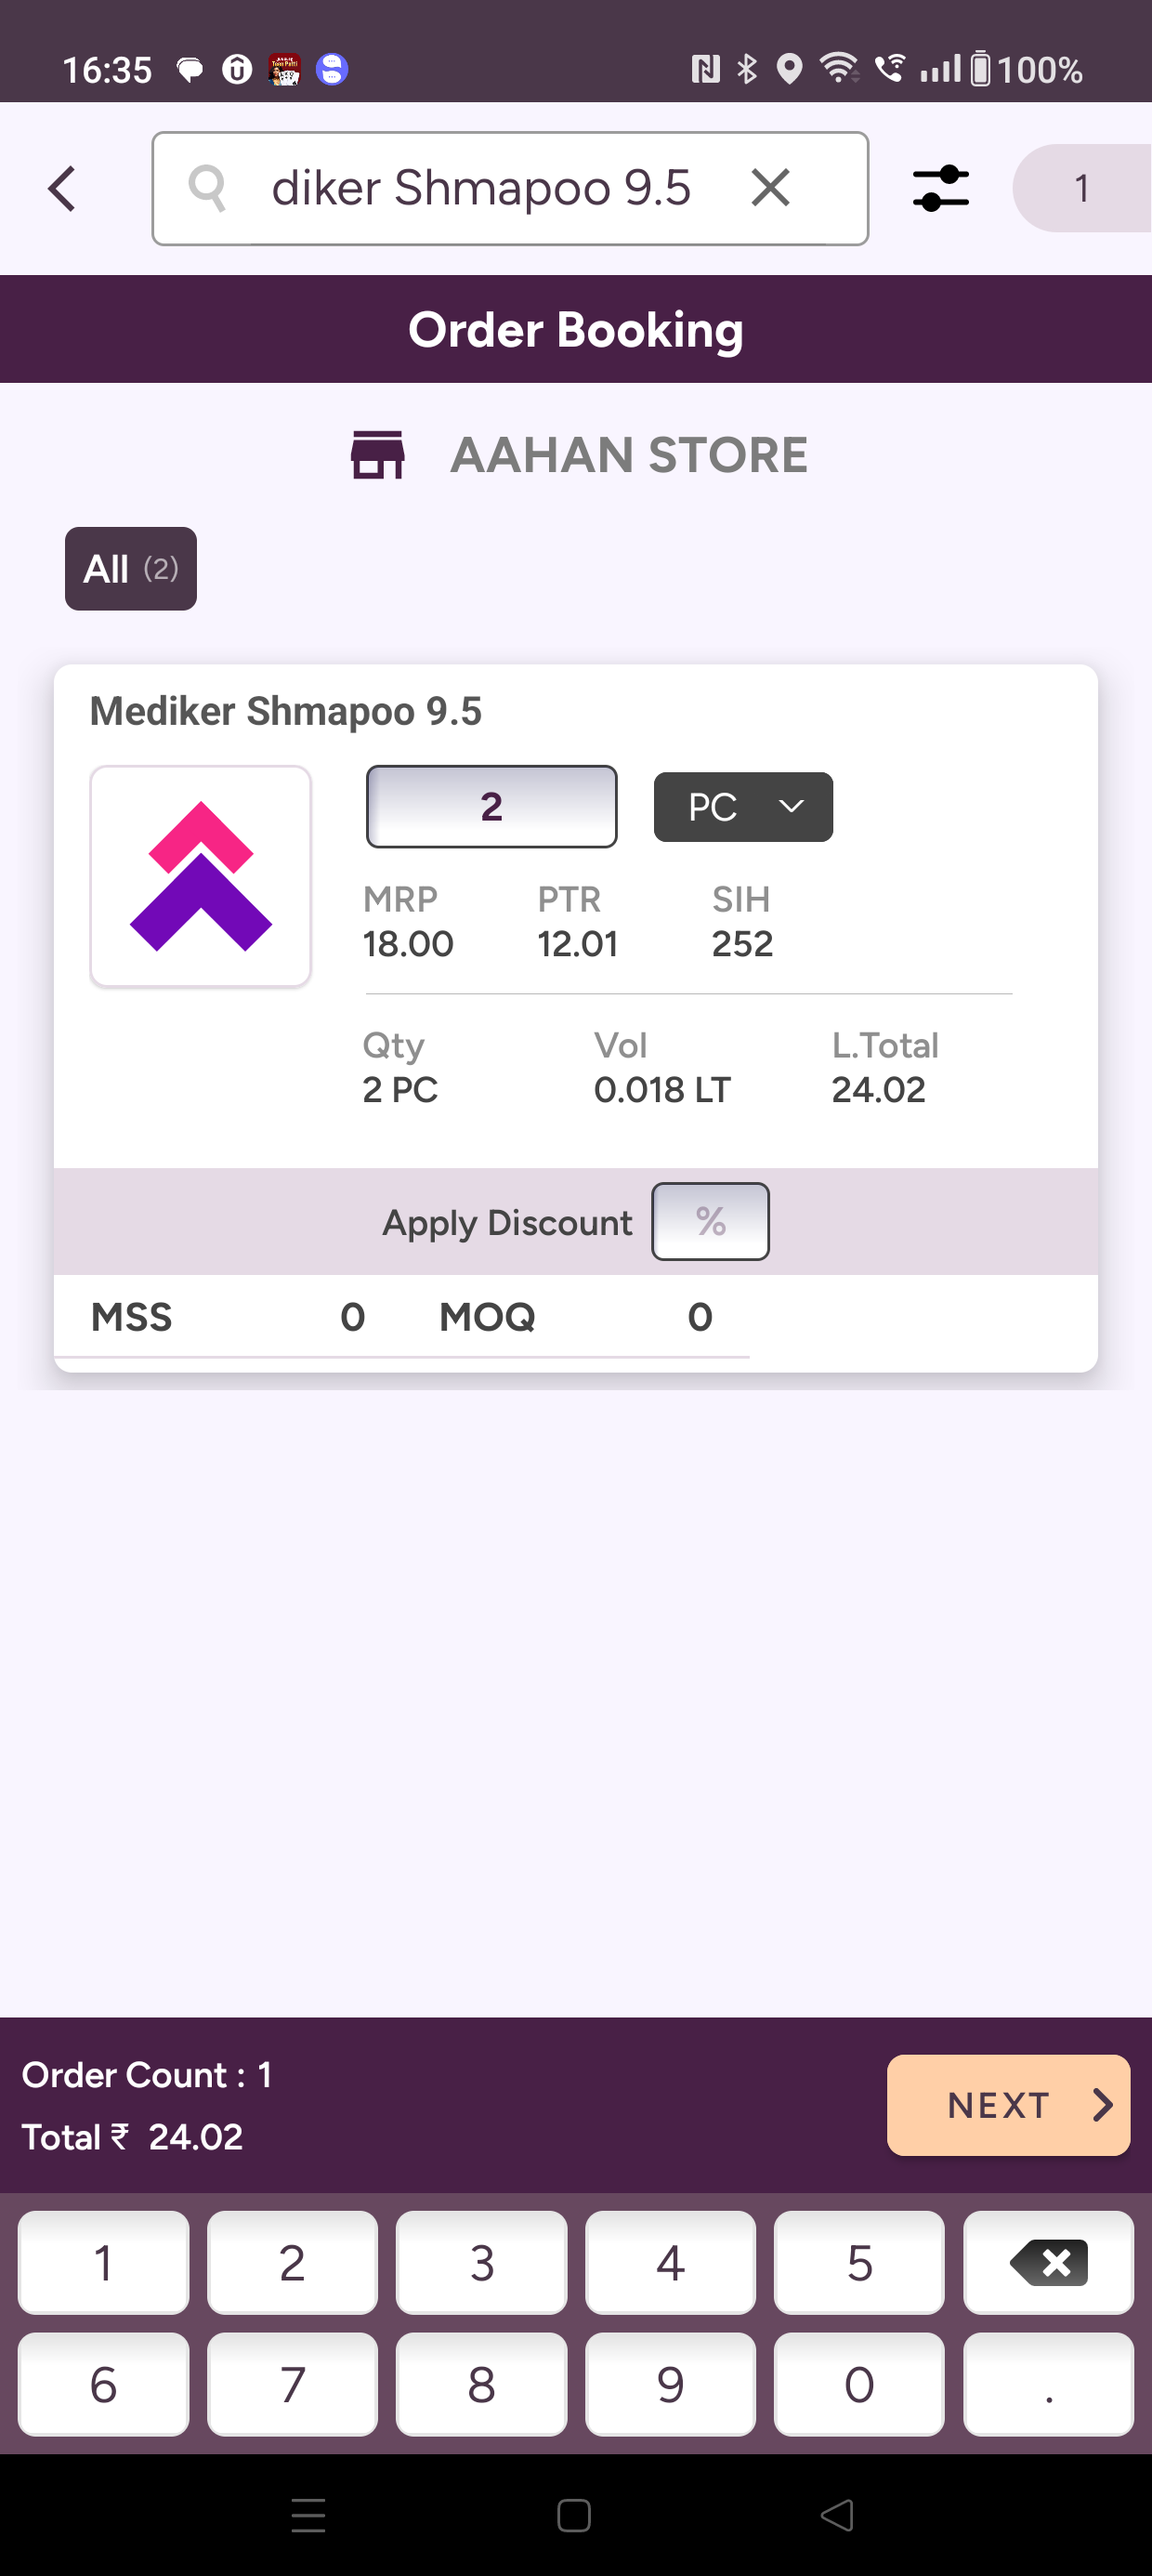 16:35 100%
diker Shmapoo 9.5 1
Order Booking
AAHAN STORE
All (2)
Mediker Shmapoo 9.5
2 PC
MRP PTR SIH
18.00 12.01 252
Qty Vol L.Total
2 PC 0.018 LT 24.02
Apply Discount %
MSS 0 MOQ 0
Order Count : 1
Total ₹ 24.02
NEXT
1 2 3 4 5
6 7 8 9 0 .